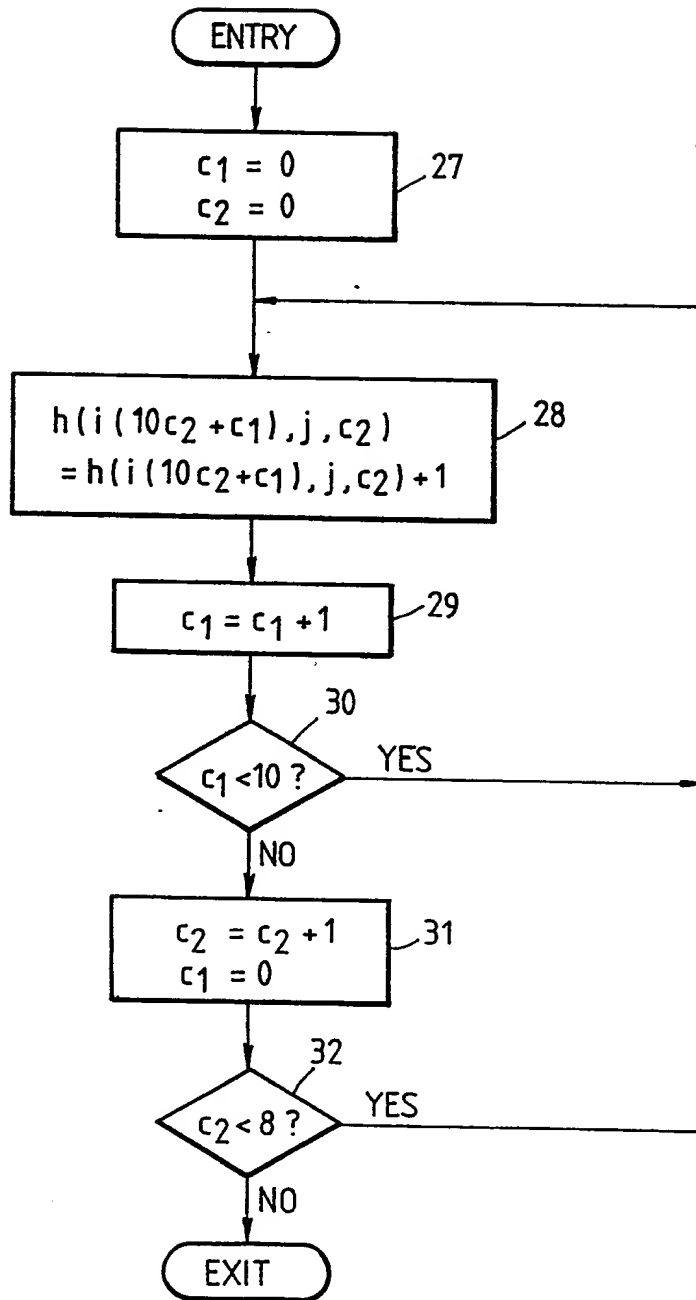 ENTRY
c1 = 0
c2 = 0
27
h(i(10c2+c1), j, c2)
=h(i(10c2+c1), j, c2)+1
28
c1 = c1 + 1
29
30
c1<10 ?
YES
NO
c2 = c2 + 1
c1 = 0
31
32
c2<8 ?
YES
NO
EXIT